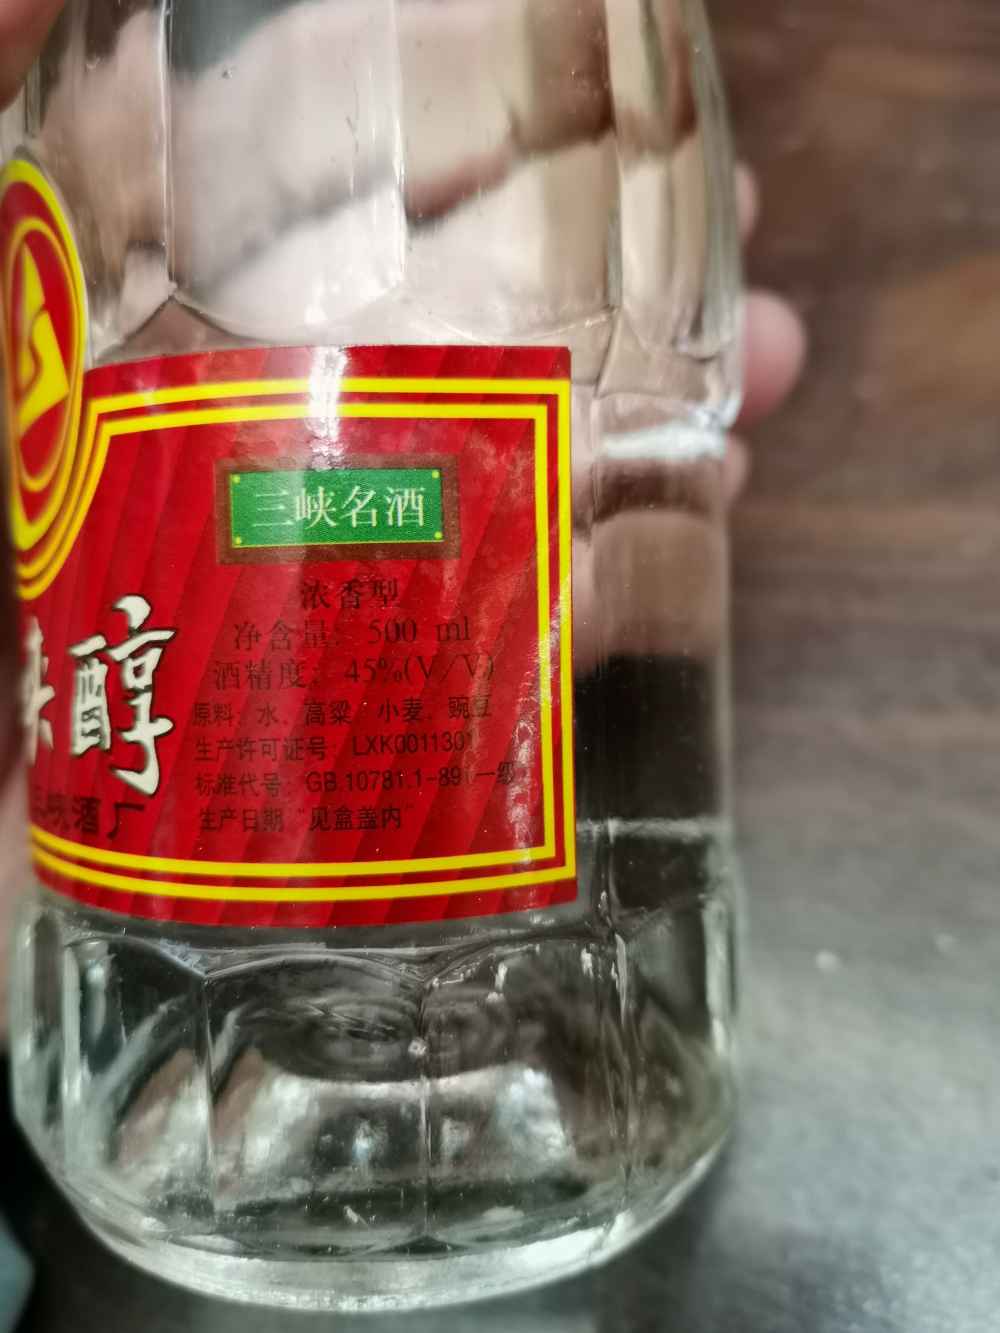 三峡名酒
浓香型
净含量: 500 ml
酒精度: 45%(V/V)
醇
原料: 水、高粱、小麦、豌豆
生产许可证号: LXK0011301
标准代号: GB 10781.1-89 一级
酒厂
生产日期 "见盒盖内"